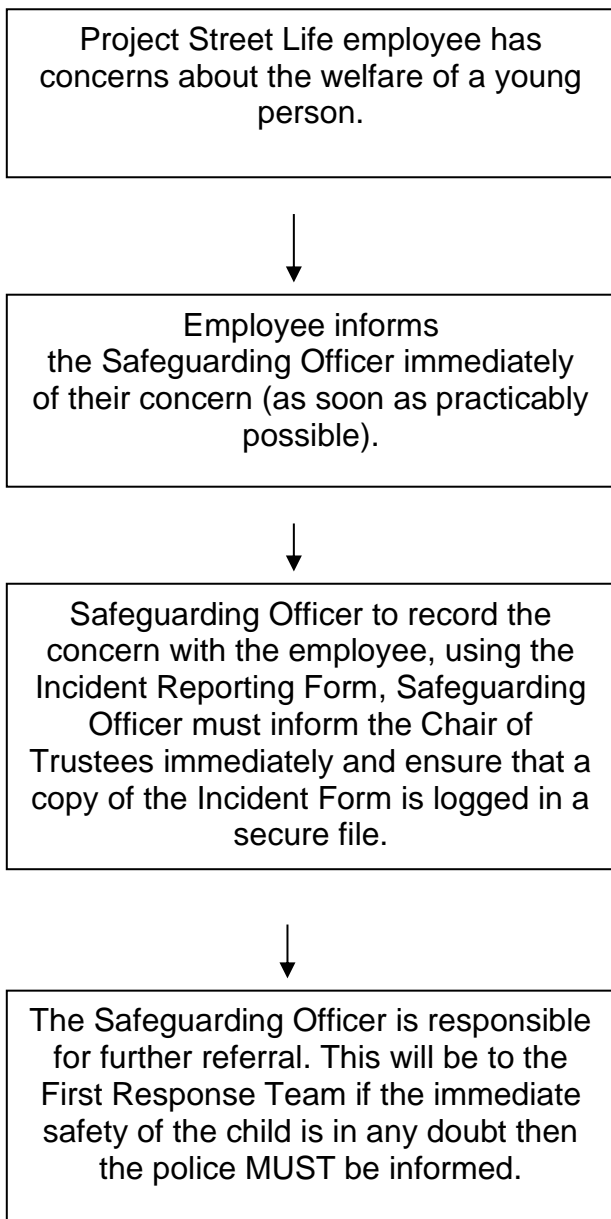 Project Street Life employee has
concerns about the welfare of a young
person.
Employee informs
the Safeguarding Officer immediately
of their concern (as soon as practicably
possible).
Safeguarding Officer to record the
concern with the employee, using the
Incident Reporting Form, Safeguarding
Officer must inform the Chair of
Trustees immediately and ensure that a
copy of the Incident Form is logged in a
secure file.
The Safeguarding Officer is responsible
for further referral. This will be to the
First Response Team if the immediate
safety of the child is in any doubt then
the police MUST be informed.